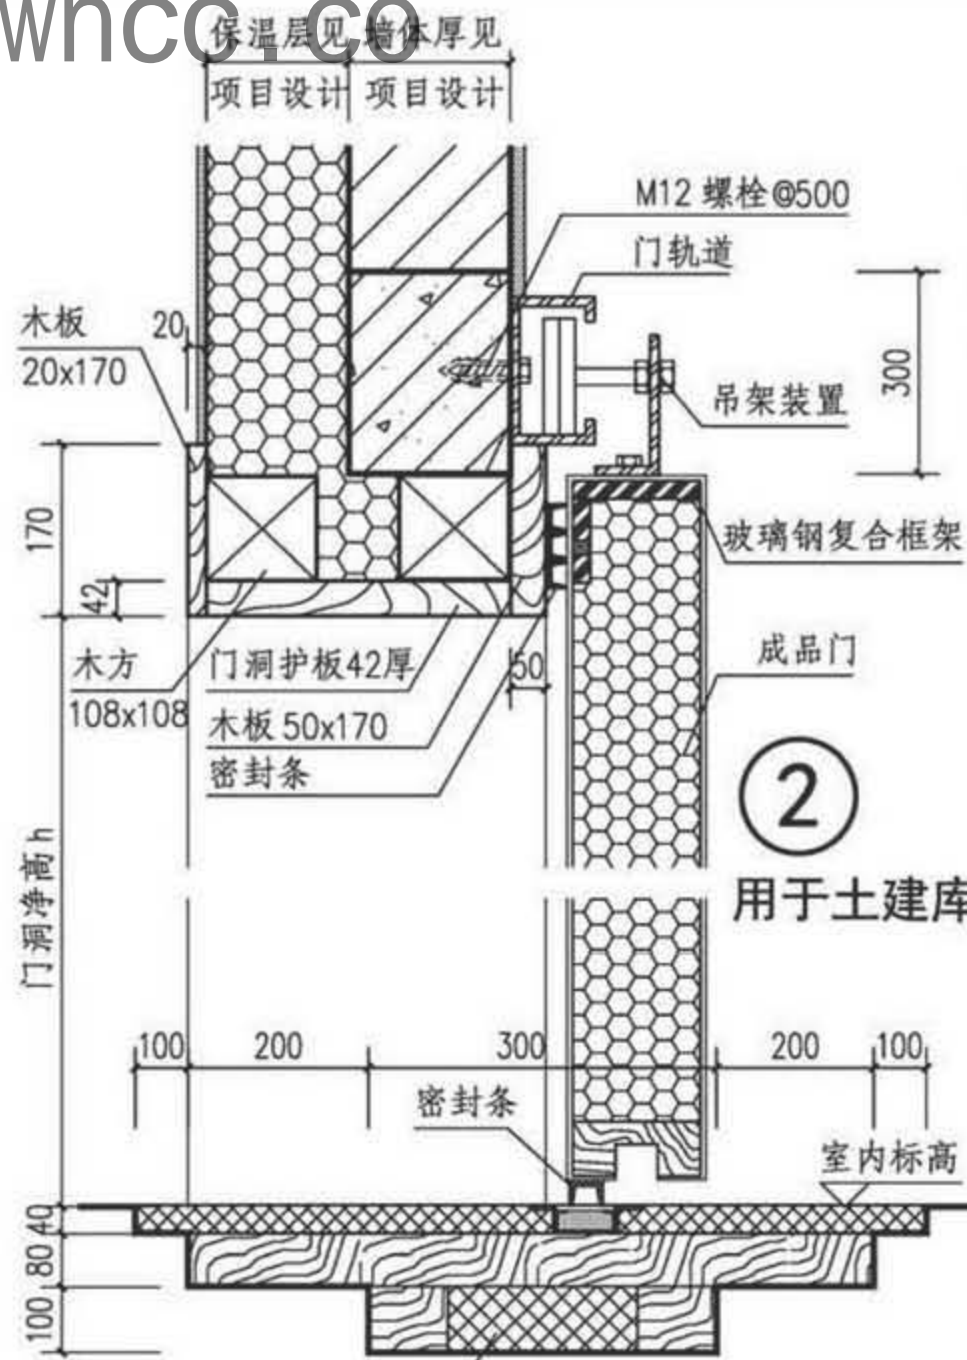 whcc.co
保温层见 墙体厚见
项目设计 项目设计
M12 螺栓@500
门轨道
木板
20
20x170
300
吊架装置
170
玻璃钢复合框架
42
成品门
木方
门洞护板42厚
50
108x108
木板 50x170
密封条
2
门洞净高h
用于土建库
100 200 300 200 100
密封条
室内标高
40
80
100